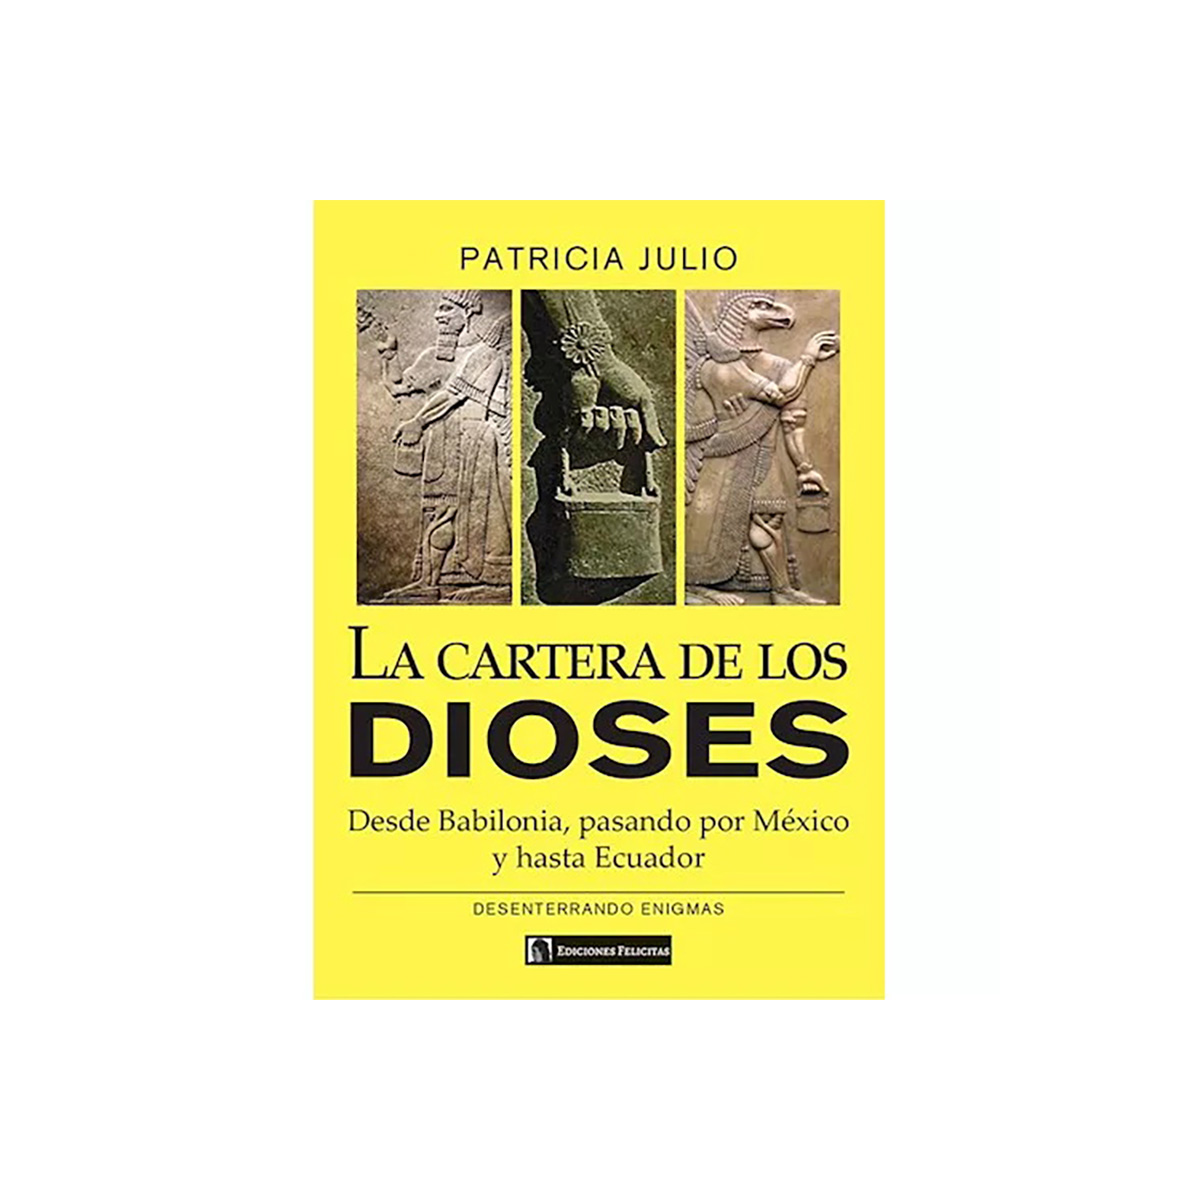 PATRICIA JULIO
LA CARTERA DE LOS
DIOSES
Desde Babilonia, pasando por México
y hasta Ecuador
DESENTERRANDO ENIGMAS
EDICIONES FELICITAS